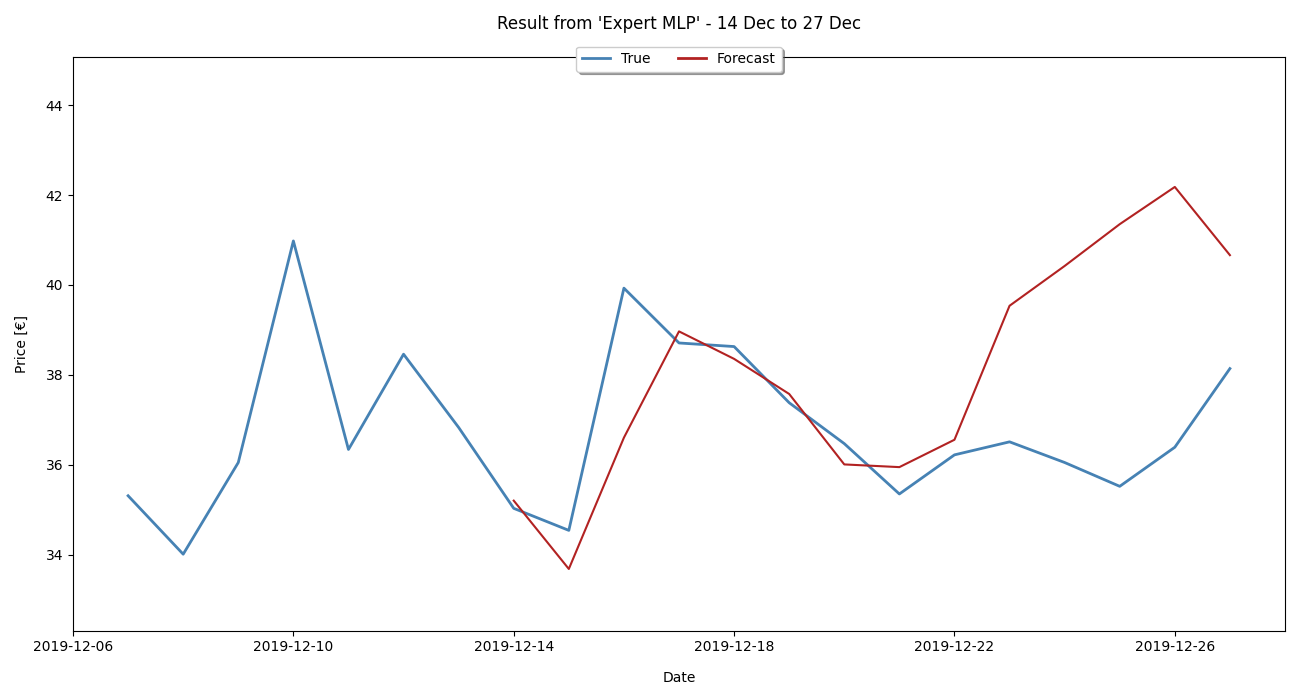 Result from 'Expert MLP' - 14 Dec to 27 Dec
True Forecast
44
42
40
38
36
34
Price [€]
2019-12-06 2019-12-10 2019-12-14 2019-12-18 2019-12-22 2019-12-26
Date